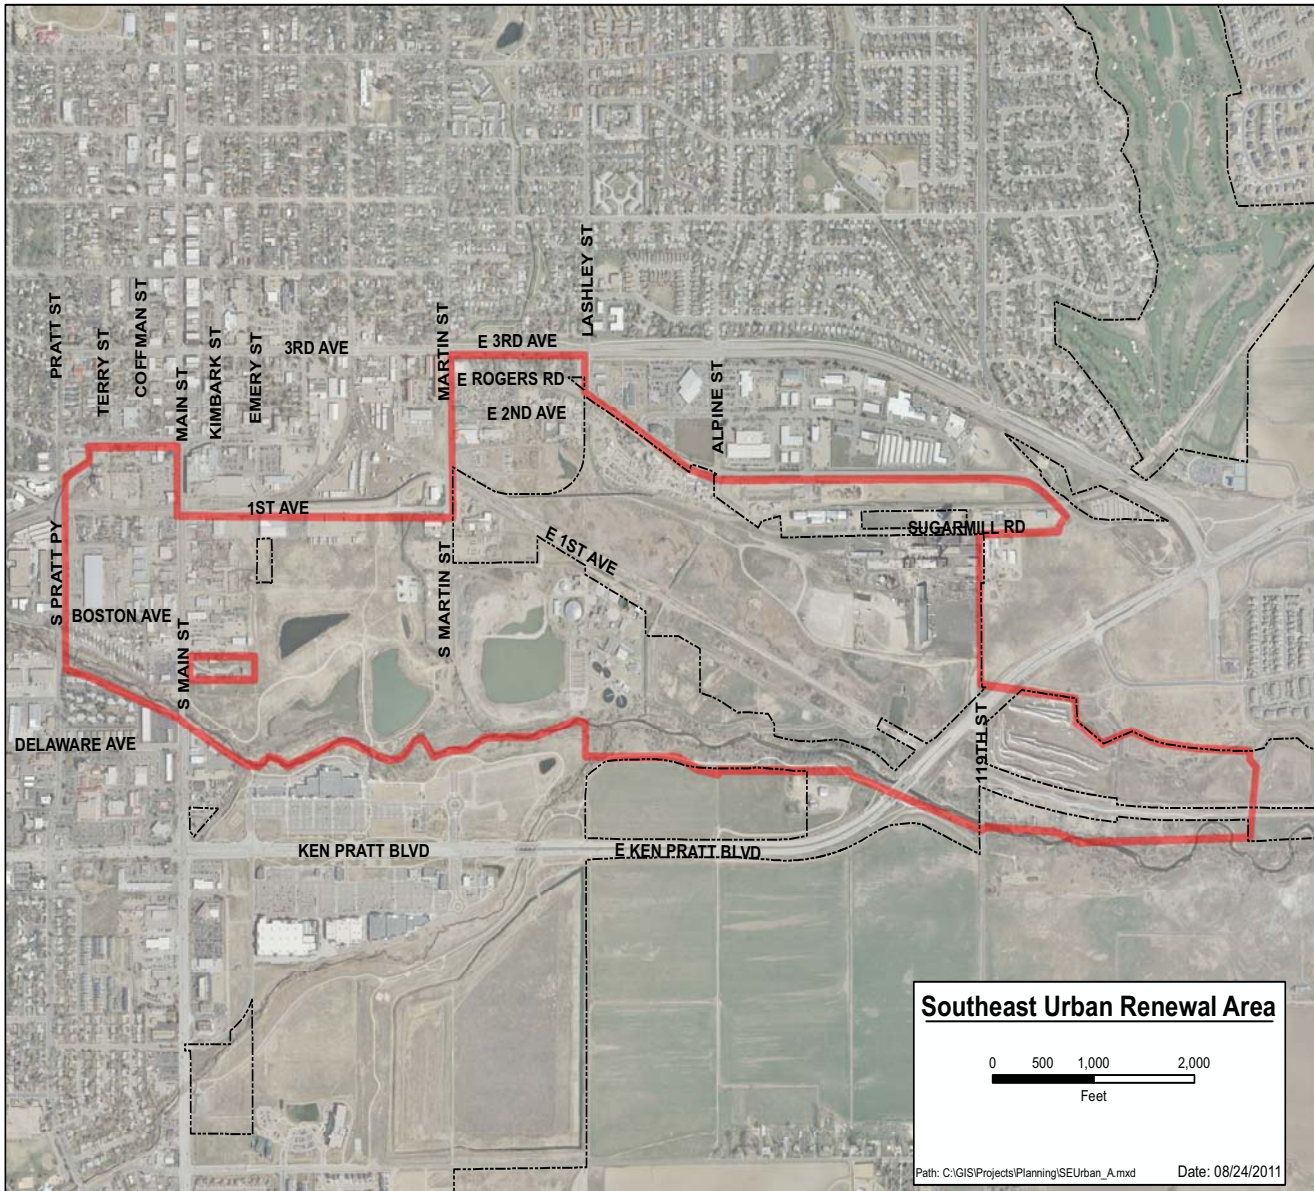 LASHLEY ST
PRATT ST
TERRY ST
COFFMAN ST
MAIN ST
KIMBARK ST
EMERY ST
3RD AVE
MARTIN ST
E 3RD AVE
E ROGERS RD
E 2ND AVE
ALPINE ST
1ST AVE
SUGARMILL RD
E 1ST AVE
S PRATT PY
BOSTON AVE
S MARTIN ST
S MAIN ST
DELAWARE AVE
119TH ST
KEN PRATT BLVD
E KEN PRATT BLVD
Southeast Urban Renewal Area
0 500 1,000 2,000
Feet
Path: C:\GIS\Projects\Planning\SEUrban_A.mxd
Date: 08/24/2011